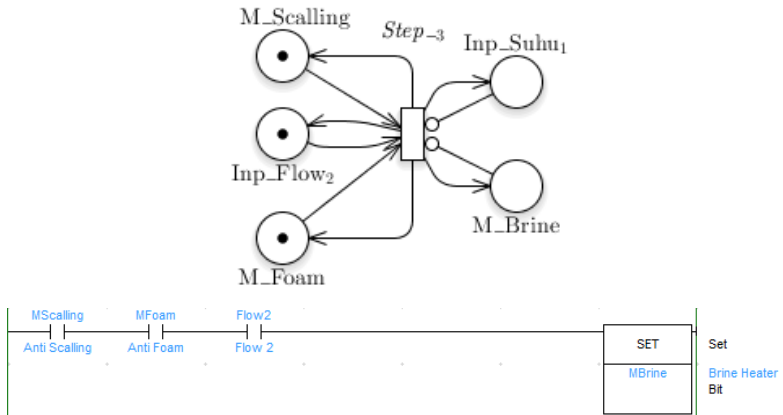 M_Scalling
Step_3
Inp_Suhu1
Inp_Flow2
M_Brine
M_Foam
MScalling MFoam Flow2
Anti Scalling Anti Foam Flow 2
SET Set
MBrine Brine Heater
Bit